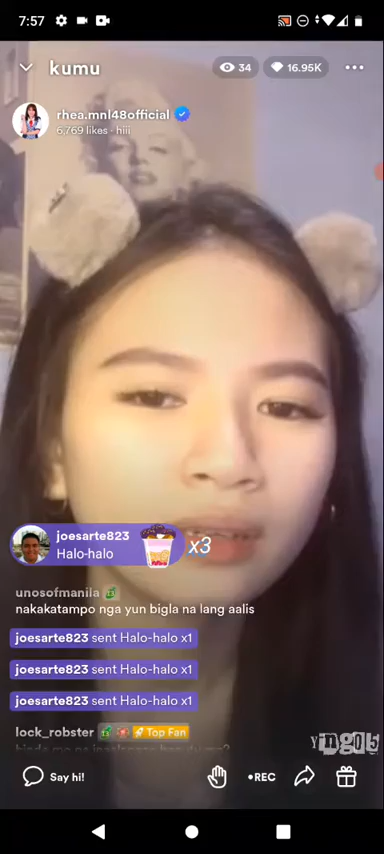 7:57
kumu
34
16.95K
rhea.mnl48official
6,769 likes · hiii
joesarte823
Halo-halo
x3
unosofmanila
nakakatampo nga yun bigla na lang aalis
joesarte823 sent Halo-halo x1
joesarte823 sent Halo-halo x1
joesarte823 sent Halo-halo x1
lock_robster Top Fan
Say hi!
•REC